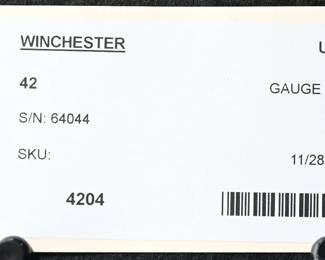 WINCHESTER
42
GAUGE
S/N: 64044
SKU:
11/28
4204